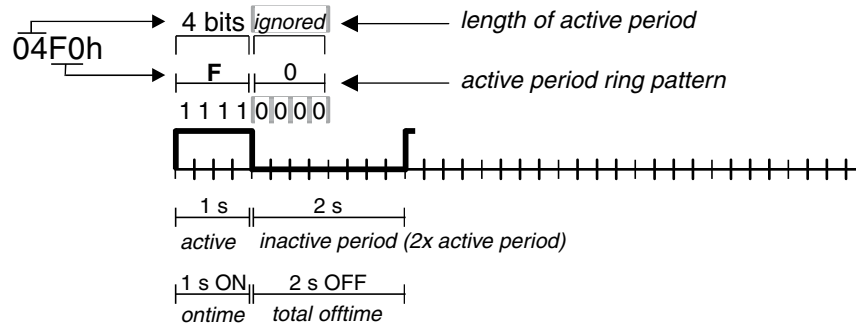 4 bits ignored length of active period
04F0h
F 0 active period ring pattern
1 1 1 1 0 0 0 0
1 s 2 s
active inactive period (2x active period)
1 s ON 2 s OFF
ontime total offtime